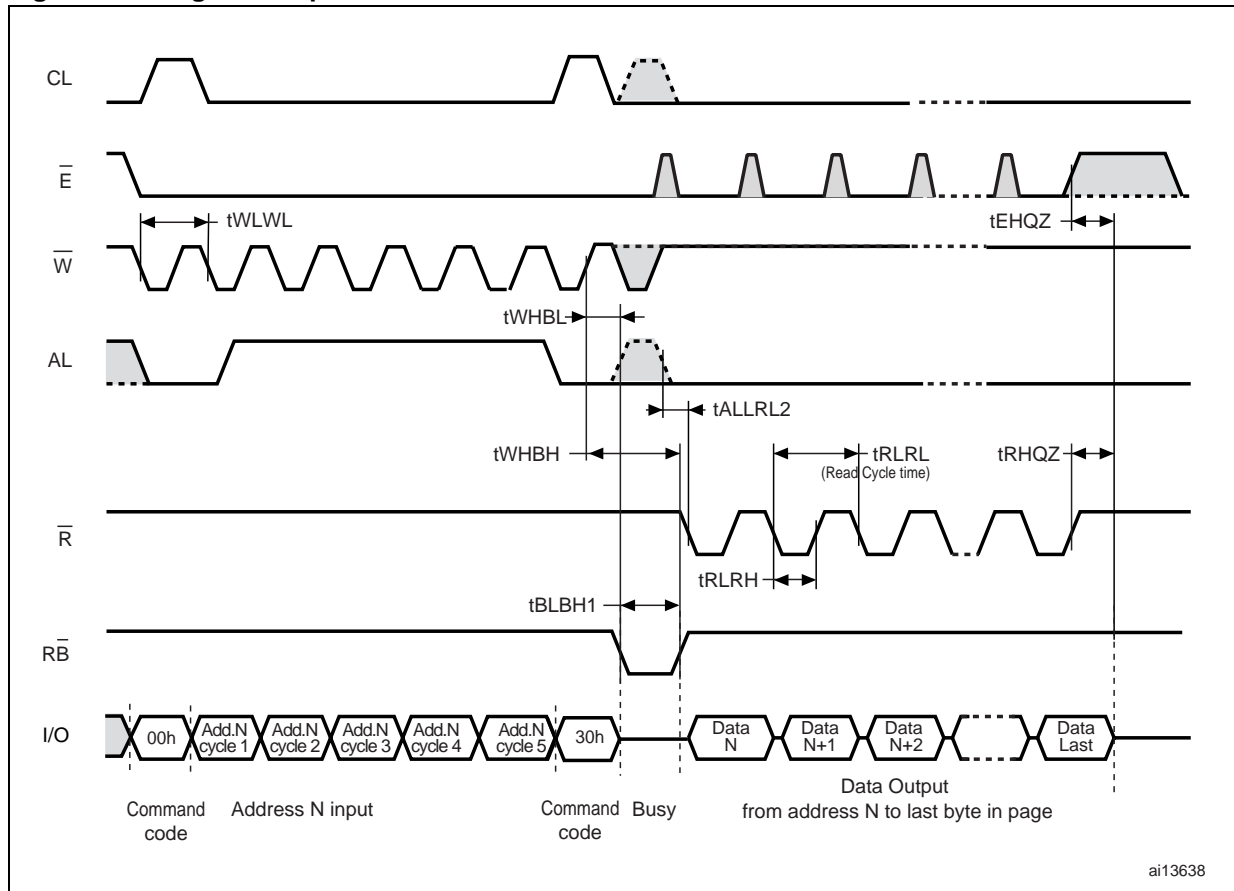 CL
E
tWLWL
tEHQZ
W
tWHBL
AL
tALLRL2
tWHBH
tRLRL
(Read Cycle time)
tRHQZ
R
tRLRH
tBLBH1
RB
I/O
00h
Add.N cycle 1
Add.N cycle 2
Add.N cycle 3
Add.N cycle 4
Add.N cycle 5
30h
Data N
Data N+1
Data N+2
Data Last
Command code
Address N input
Command code
Busy
Data Output
from address N to last byte in page
ai13638